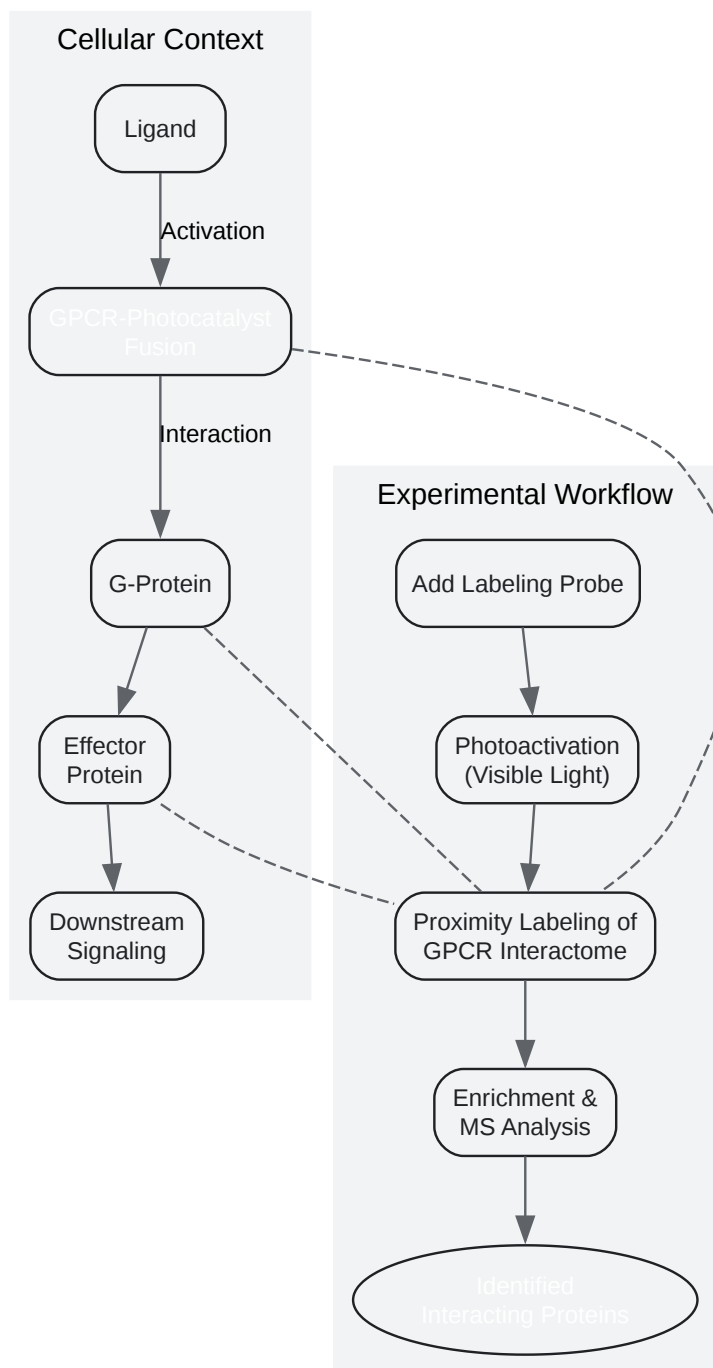 Cellular Context
Ligand
Activation
GPCR-Photocatalyst
Fusion
Interaction
G-Protein
Effector
Protein
Downstream
Signaling
Experimental Workflow
Add Labeling Probe
Photoactivation
(Visible Light)
Proximity Labeling of
GPCR Interactome
Enrichment &
MS Analysis
Identified
Interacting Proteins